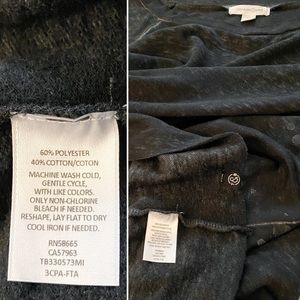 60% POLYESTER
40% COTTON/COTON
MACHINE WASH COLD,
GENTLE CYCLE,
WITH LIKE COLORS.
ONLY NON-CHLORINE
BLEACH IF NEEDED.
RESHAPE, LAY FLAT TO DRY
COOL IRON IF NEEDED.
RN58665
CA57963
TB330573MI
3CPA-FTA